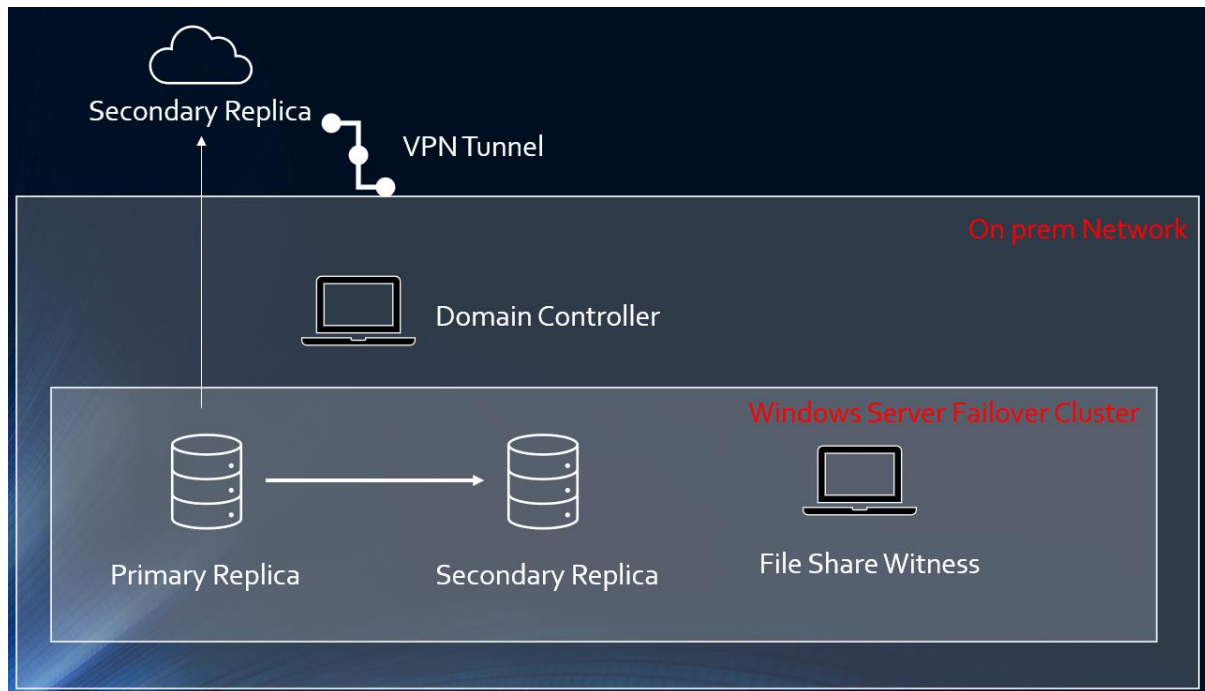 Secondary Replica
VPN Tunnel
On prem Network
Domain Controller
Windows Server Failover Cluster
Primary Replica
Secondary Replica
File Share Witness